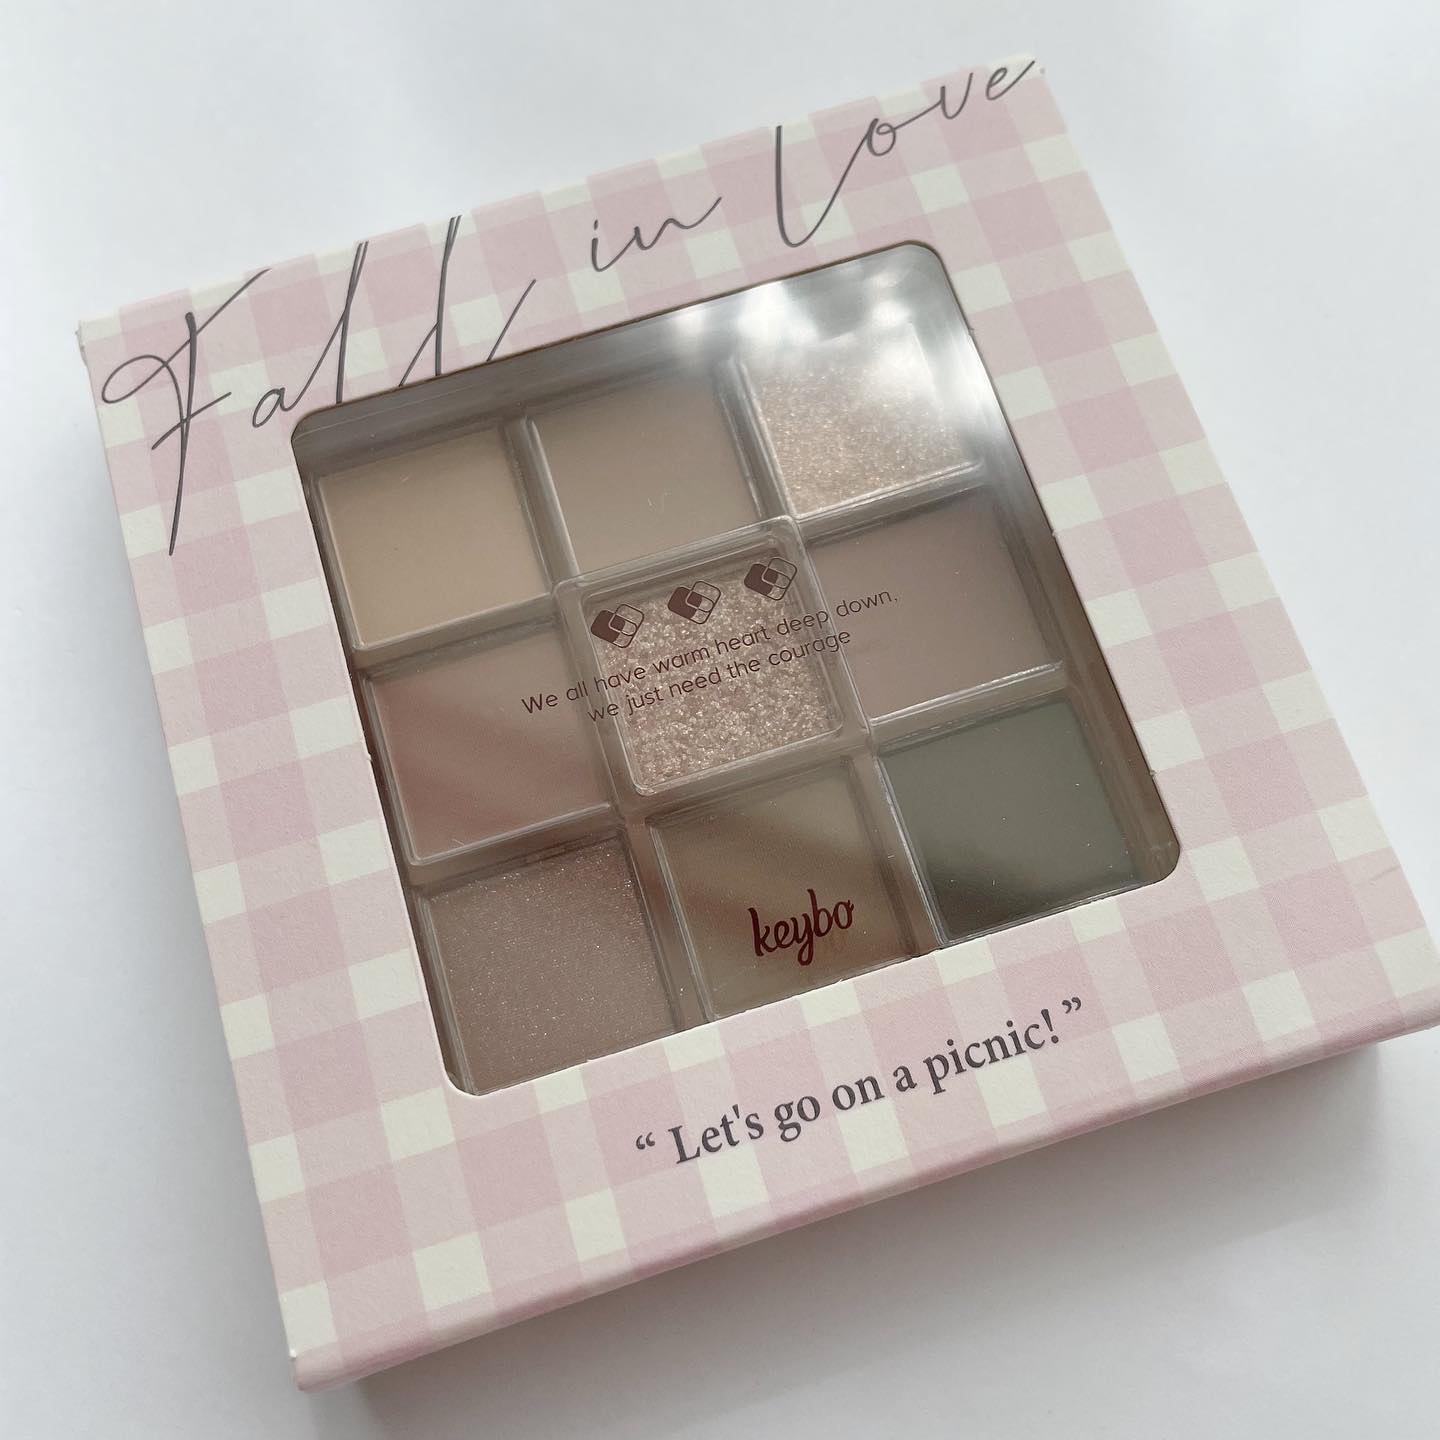 Fall in Love
We all have warm heart deep down,
we just need the courage
keybo
“ Let's go on a picnic! ”